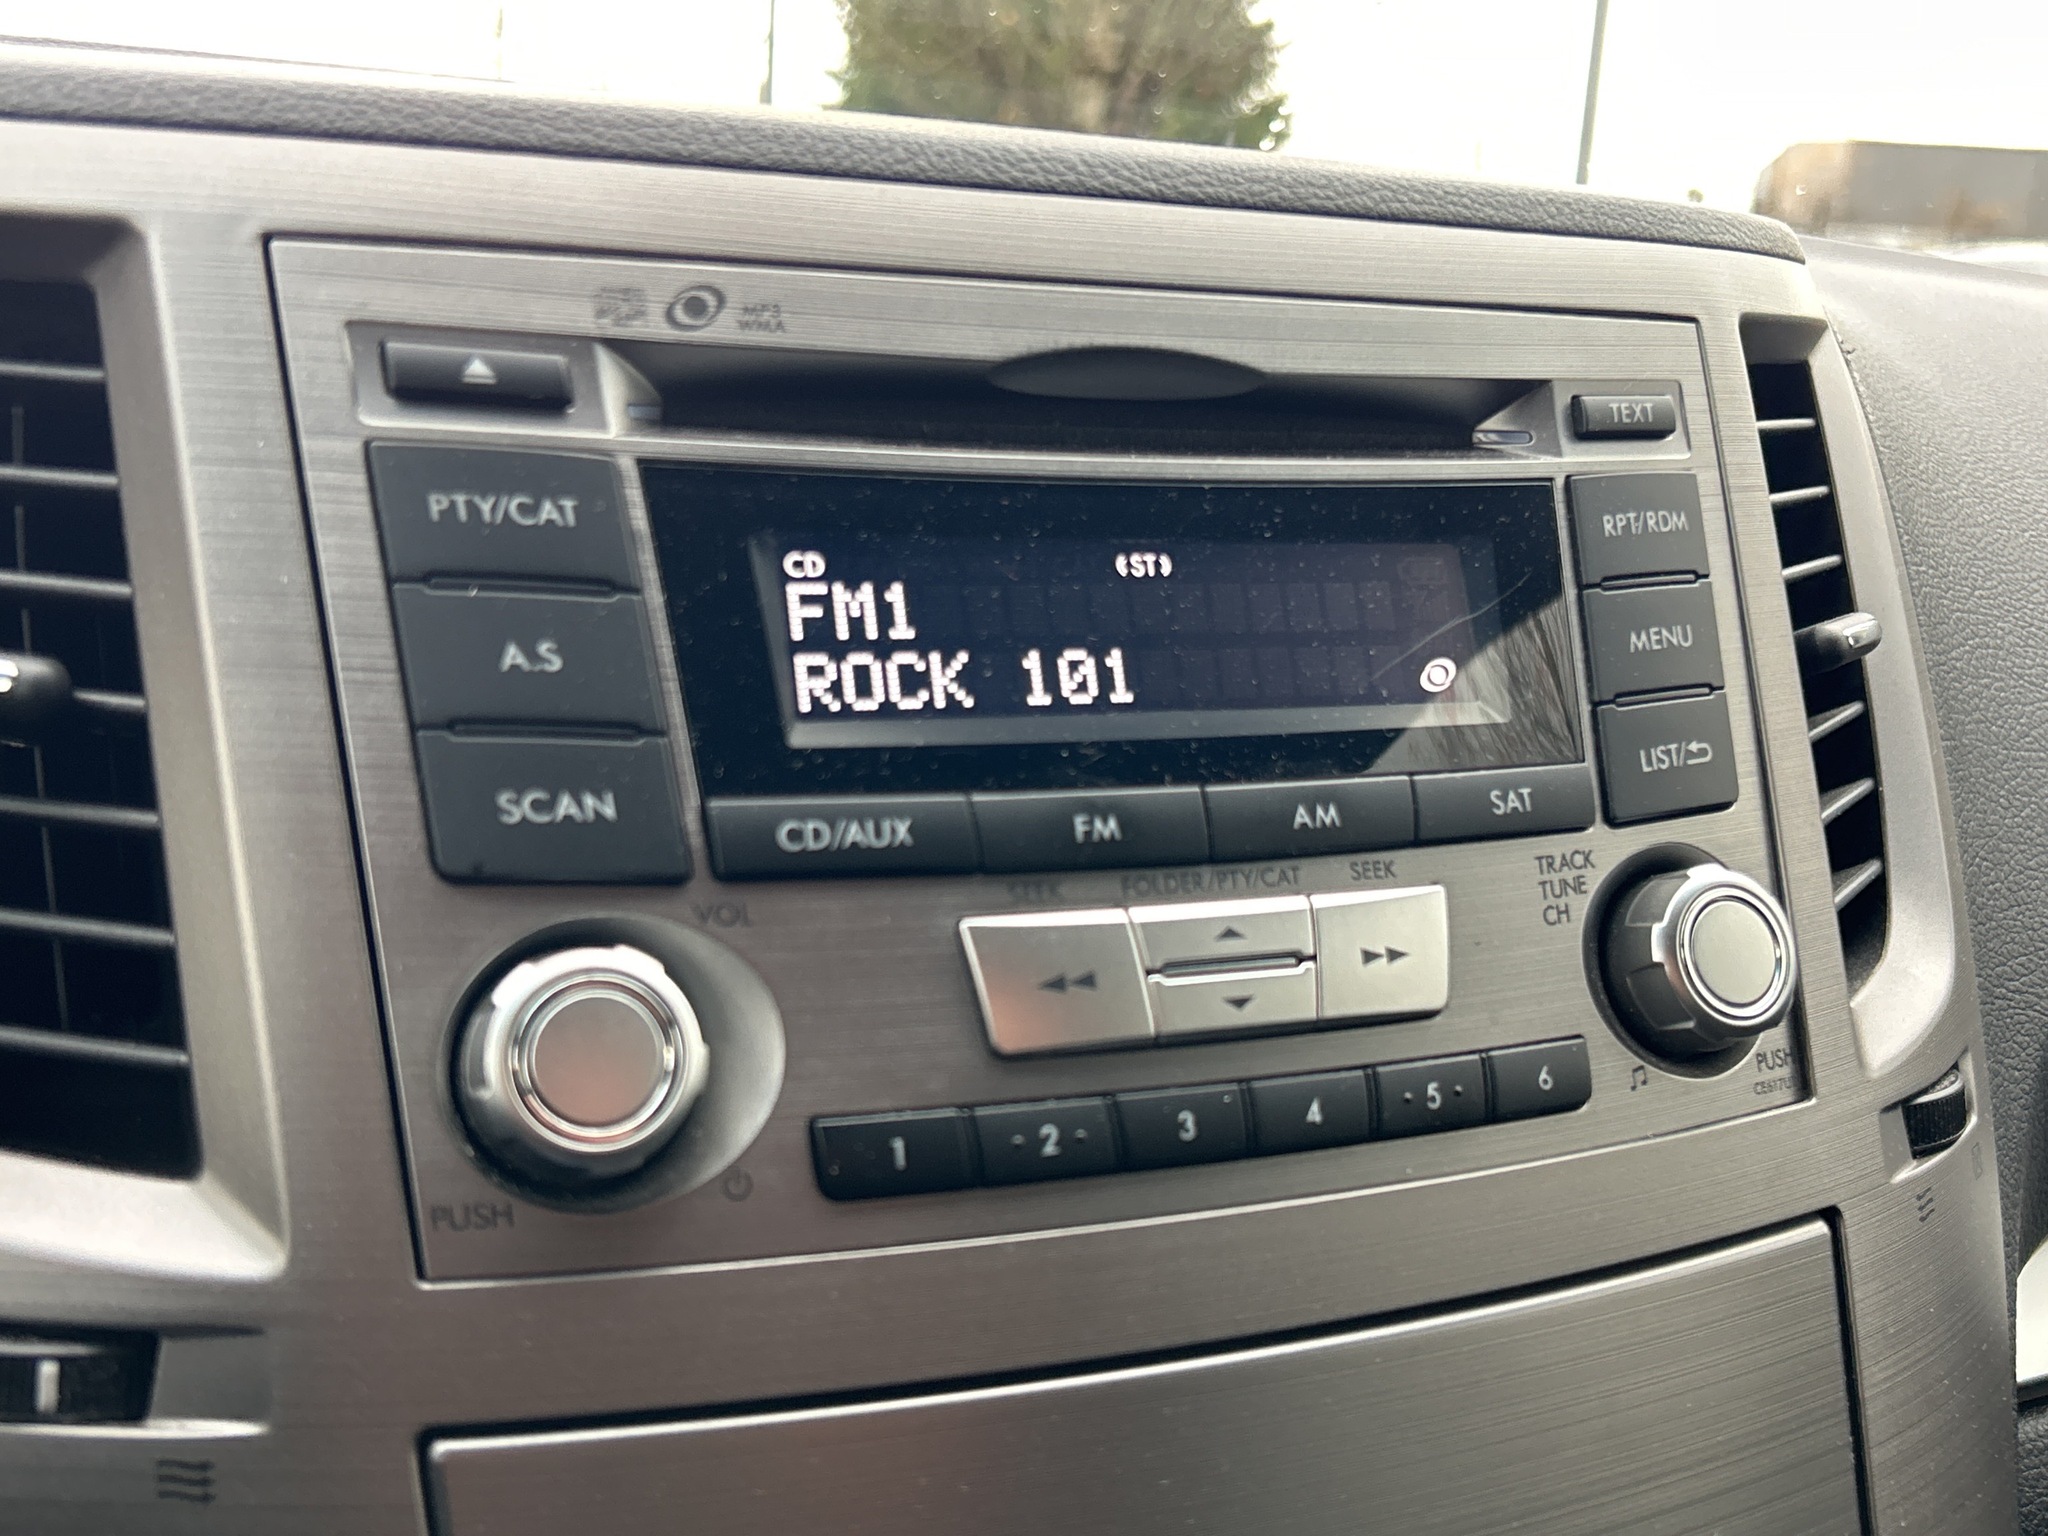 MP3
WMA
TEXT
PTY/CAT
A.S
SCAN
CD (ST)
FM1
ROCK 101
RPT/RDM
MENU
LIST/
CD/AUX FM AM SAT
VOL
SEEK FOLDER/PTY/CAT SEEK
TRACK
TUNE
CH
1 2 3 4 5 6
PUSH
PUSH